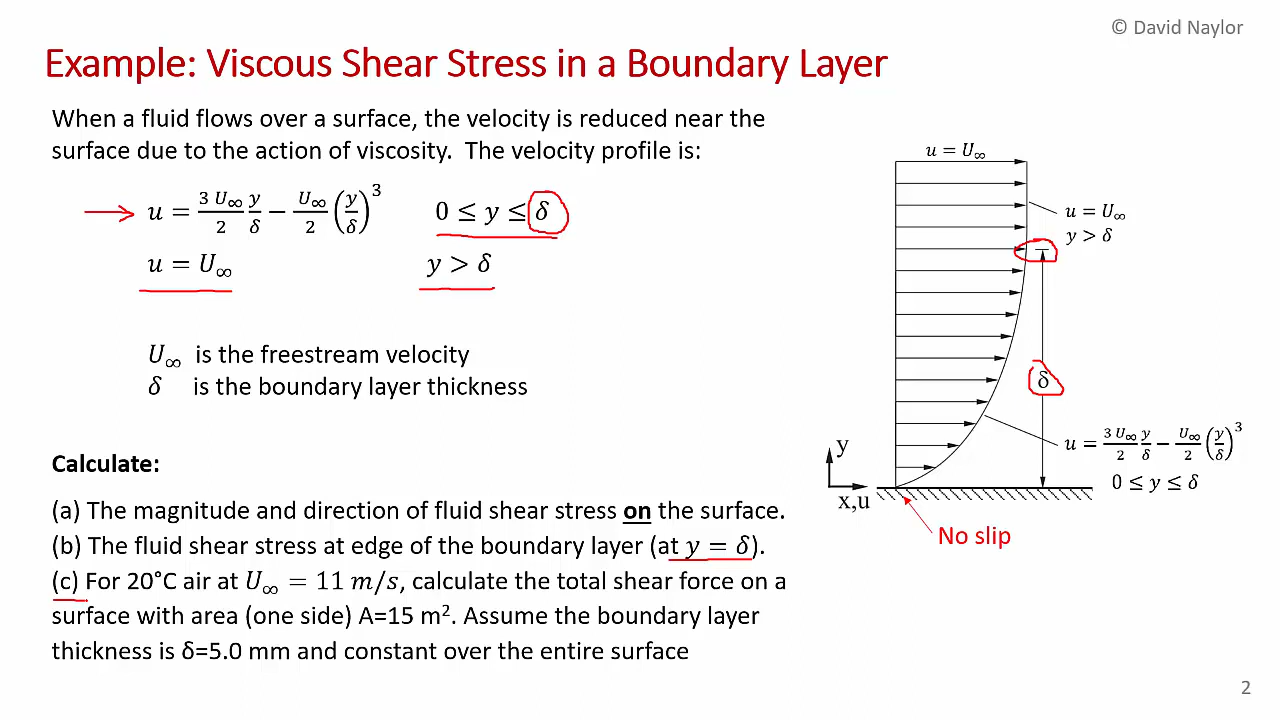 © David Naylor
Example: Viscous Shear Stress in a Boundary Layer
When a fluid flows over a surface, the velocity is reduced near the
surface due to the action of viscosity. The velocity profile is:
u = 3 U∞/2 y/δ − U∞/2 (y/δ)³ 0 ≤ y ≤ δ
u = U∞ y > δ
U∞ is the freestream velocity
δ is the boundary layer thickness
Calculate:
(a) The magnitude and direction of fluid shear stress on the surface.
(b) The fluid shear stress at edge of the boundary layer (at y = δ).
(c) For 20°C air at U∞ = 11 m/s, calculate the total shear force on a
surface with area (one side) A=15 m². Assume the boundary layer
thickness is δ=5.0 mm and constant over the entire surface
u = U∞
u = U∞
y > δ
δ
u = 3 U∞/2 y/δ − U∞/2 (y/δ)³
0 ≤ y ≤ δ
y
x,u
No slip
2